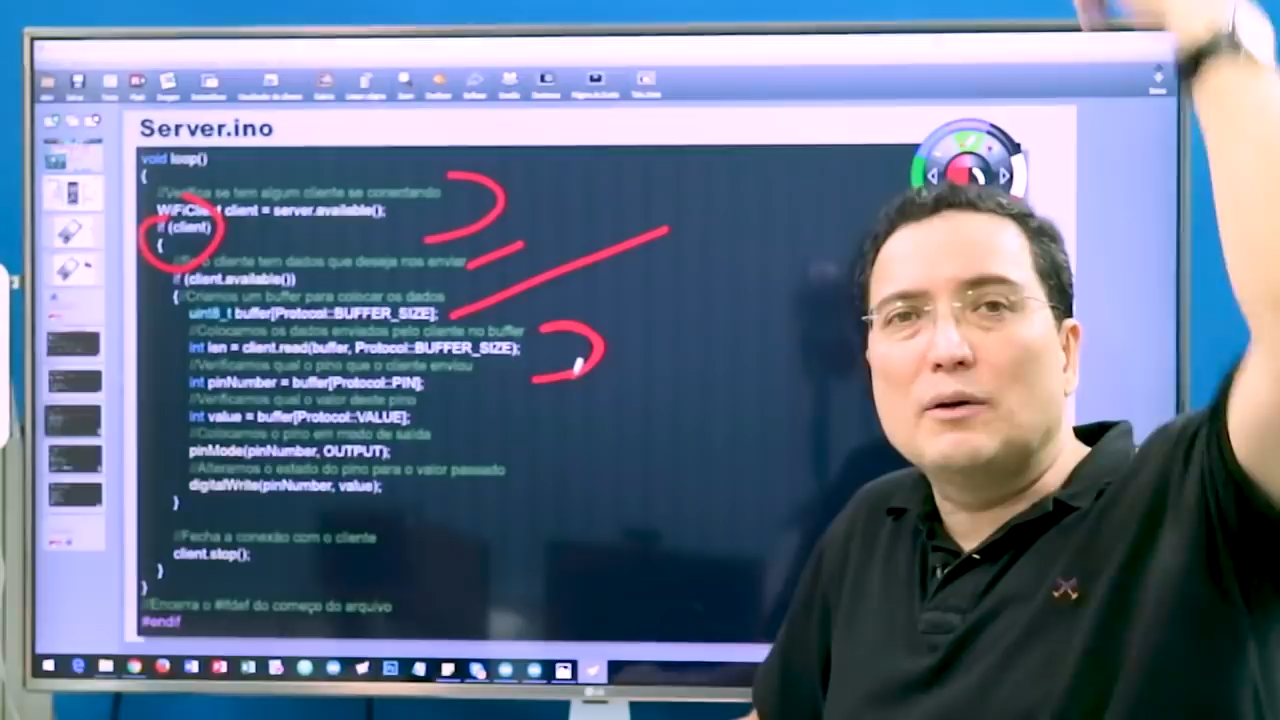 Server.ino
void loop()
{
//Verifica se tem algum cliente se conectando
WiFiClient client = server.available();
if (client)
{
//Se o cliente tem dados que deseja nos enviar
if (client.available())
{//Criamos um buffer para colocar os dados
uint8_t buffer[Protocol::BUFFER_SIZE];
//Colocamos os dados enviados pelo cliente no buffer
int len = client.read(buffer, Protocol::BUFFER_SIZE);
//Verificamos qual o pino que o cliente enviou
int pinNumber = buffer[Protocol::PIN];
//Verificamos qual o valor deste pino
int value = buffer[Protocol::VALUE];
//Colocamos o pino em modo de saída
pinMode(pinNumber, OUTPUT);
//Alteramos o estado do pino para o valor passado
digitalWrite(pinNumber, value);
}
//Fecha a conexão com o cliente
client.stop();
}
}
//Encerra o #ifdef do começo do arquivo
#endif
LG